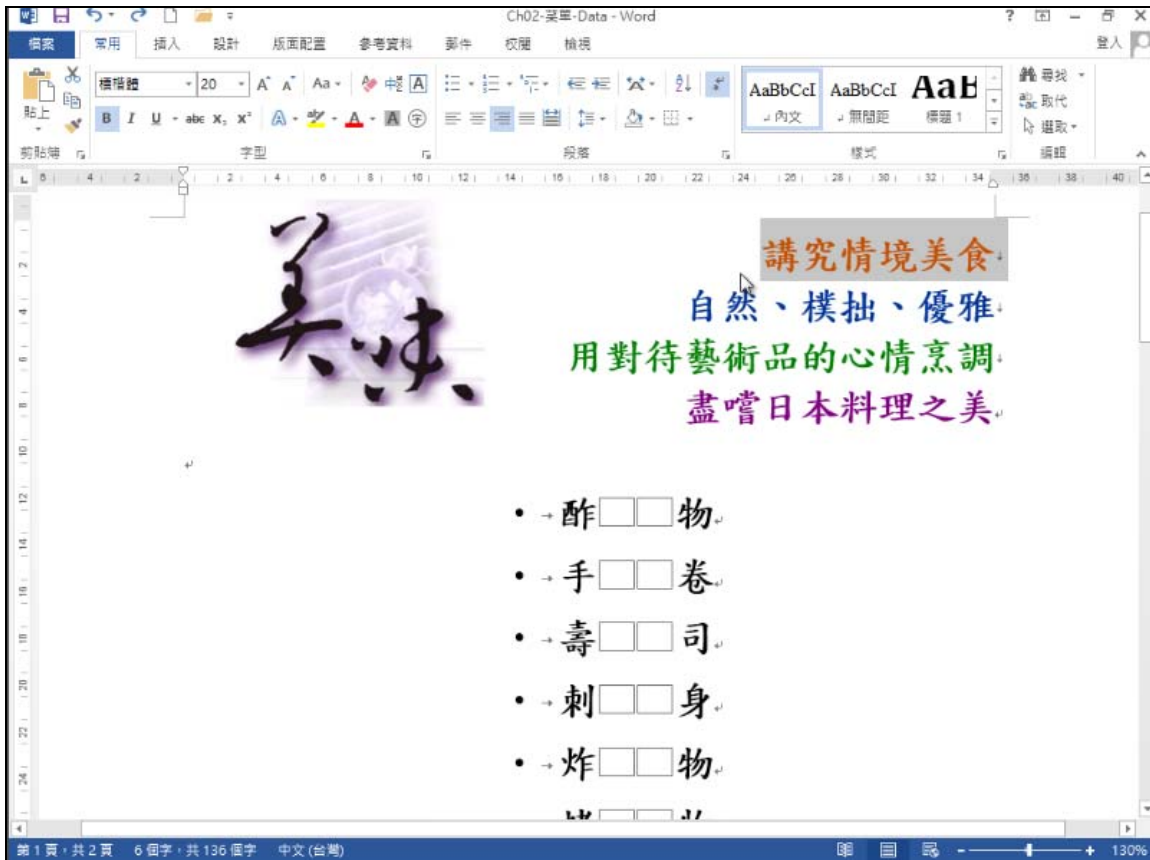 Ch02-菜單-Data - Word
檔案 常用 插入 設計 版面配置 參考資料 郵件 校閱 檢視 登入
標楷體 20
貼上
B I U abc X₂ X²
AaBbCcI AaBbCcI AaB
內文 無間距 標題 1
尋找
取代
選取
剪貼簿 字型 段落 樣式 編輯
美味
講究情境美食
自然、樸拙、優雅
用對待藝術品的心情烹調
盡嚐日本料理之美
• 酢□□物
• 手□□卷
• 壽□□司
• 刺□□身
• 炸□□物
第 1 頁,共 2 頁 6 個字,共 136 個字 中文 (台灣) 130%